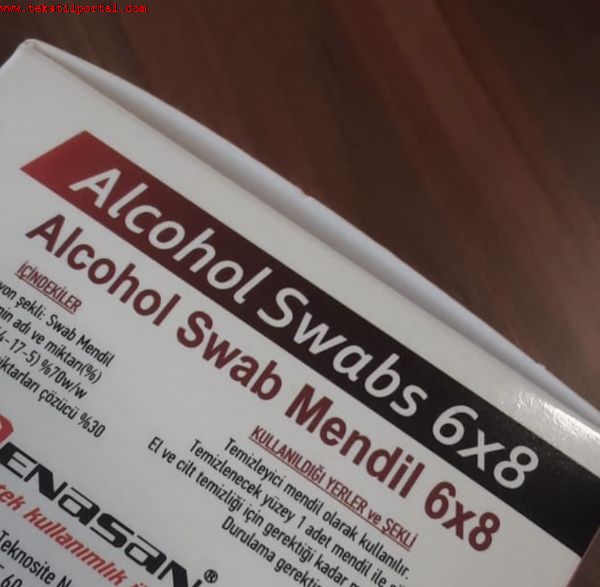 www.tekstilportal.com
Alcohol Swabs 6x8
Alcohol Swab Mendil 6x8
İÇİNDEKİLER
şekli: Swab Mendil
adı ve miktarı(%)
%70w/w
çözücü %30
KULLANILDIĞI YERLER ve ŞEKLİ
Temizleyici mendil olarak kullanılır.
Temizlenecek yüzey 1 adet mendil ile
El ve cilt temizliği için gerektiği kadar
Durulama
ENASAN®
tek kullanımlık
Teknosite